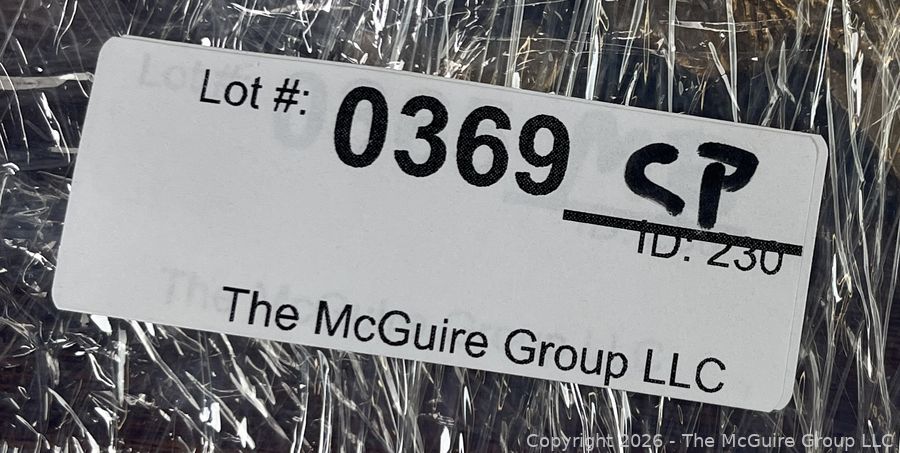 Lot #: 0369 CP
ID: 230
The McGuire Group LLC
Copyright 2026 - The McGuire Group LLC